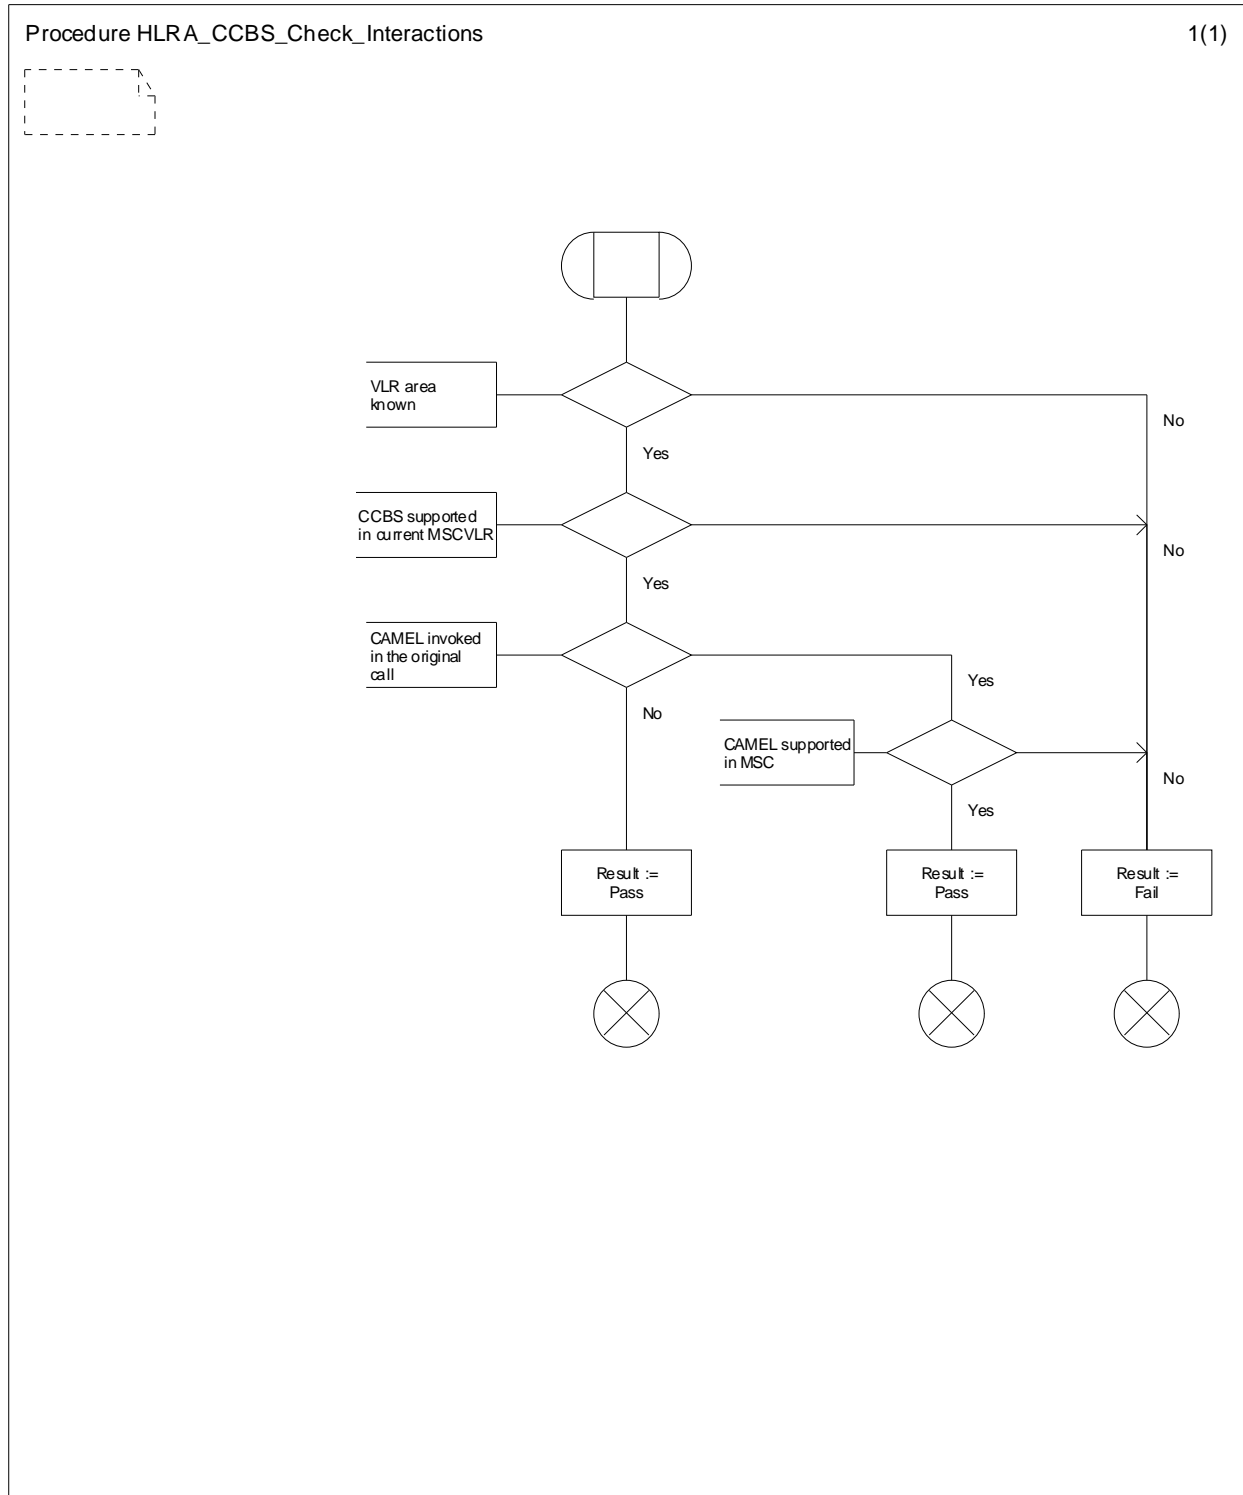 Procedure HLRA_CCBS_Check_Interactions
1(1)
VLR area
known
No
Yes
CCBS supported
in current MSCVLR
No
Yes
CAMEL invoked
in the original
call
Yes
No
CAMEL supported
in MSC
No
Yes
Result :=
Pass
Result :=
Pass
Result :=
Fail